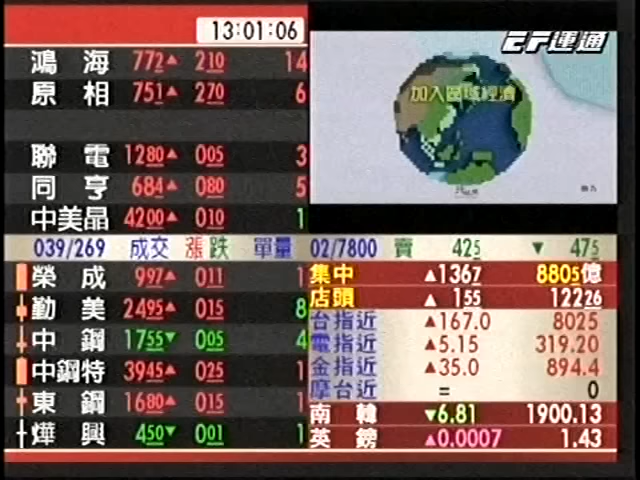 13:01:06
EF運通
加入區域經濟
鴻海 772▲ 210 14
原相 751▲ 270 6
聯電 1280▲ 005 3
同亨 684▲ 080 5
中美晶 4200▲ 010 1
039/269 成交 漲跌 單量 02/7800 賣 425 ▼ 475
榮成 997▲ 011 1
勤美 2495▲ 015 8
中鋼 1755▼ 005 4
中鋼特 3945▲ 025 1
東鋼 1680▲ 015 1
燁興 450▼ 001 1
集中 ▲1367 8805億
店頭 ▲ 155 12226
台指近 ▲167.0 8025
電指近 ▲5.15 319.20
金指近 ▲35.0 894.4
摩台近 = 0
南韓 ▼6.81 1900.13
英鎊 ▲0.0007 1.43